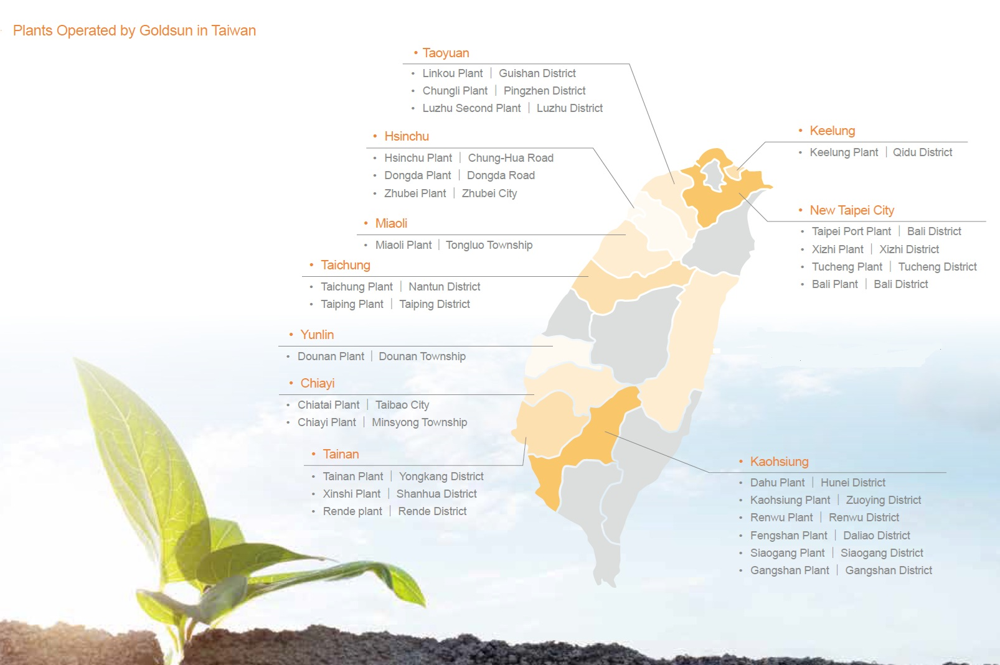 Plants Operated by Goldsun in Taiwan
• Taoyuan
• Linkou Plant | Guishan District
• Chungli Plant | Pingzhen District
• Luzhu Second Plant | Luzhu District
• Hsinchu
• Hsinchu Plant | Chung-Hua Road
• Dongda Plant | Dongda Road
• Zhubei Plant | Zhubei City
• Miaoli
• Miaoli Plant | Tongluo Township
• Taichung
• Taichung Plant | Nantun District
• Taiping Plant | Taiping District
• Yunlin
• Dounan Plant | Dounan Township
• Chiayi
• Chiatai Plant | Taibao City
• Chiayi Plant | Minsyong Township
• Tainan
• Tainan Plant | Yongkang District
• Xinshi Plant | Shanhua District
• Rende plant | Rende District
• Keelung
• Keelung Plant | Qidu District
• New Taipei City
• Taipei Port Plant | Bali District
• Xizhi Plant | Xizhi District
• Tucheng Plant | Tucheng District
• Bali Plant | Bali District
• Kaohsiung
• Dahu Plant | Hunei District
• Kaohsiung Plant | Zuoying District
• Renwu Plant | Renwu District
• Fengshan Plant | Daliao District
• Siaogang Plant | Siaogang District
• Gangshan Plant | Gangshan District